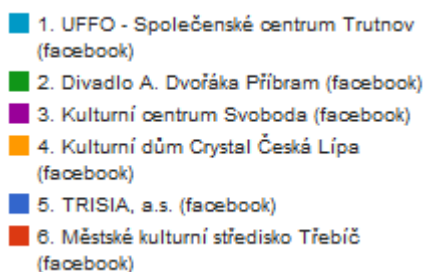 1. UFFO - Společenské centrum Trutnov
(facebook)
2. Divadlo A. Dvořáka Příbram (facebook)
3. Kulturní centrum Svoboda (facebook)
4. Kulturní dům Crystal Česká Lípa
(facebook)
5. TRISIA, a.s. (facebook)
6. Městské kulturní středisko Třebíč
(facebook)